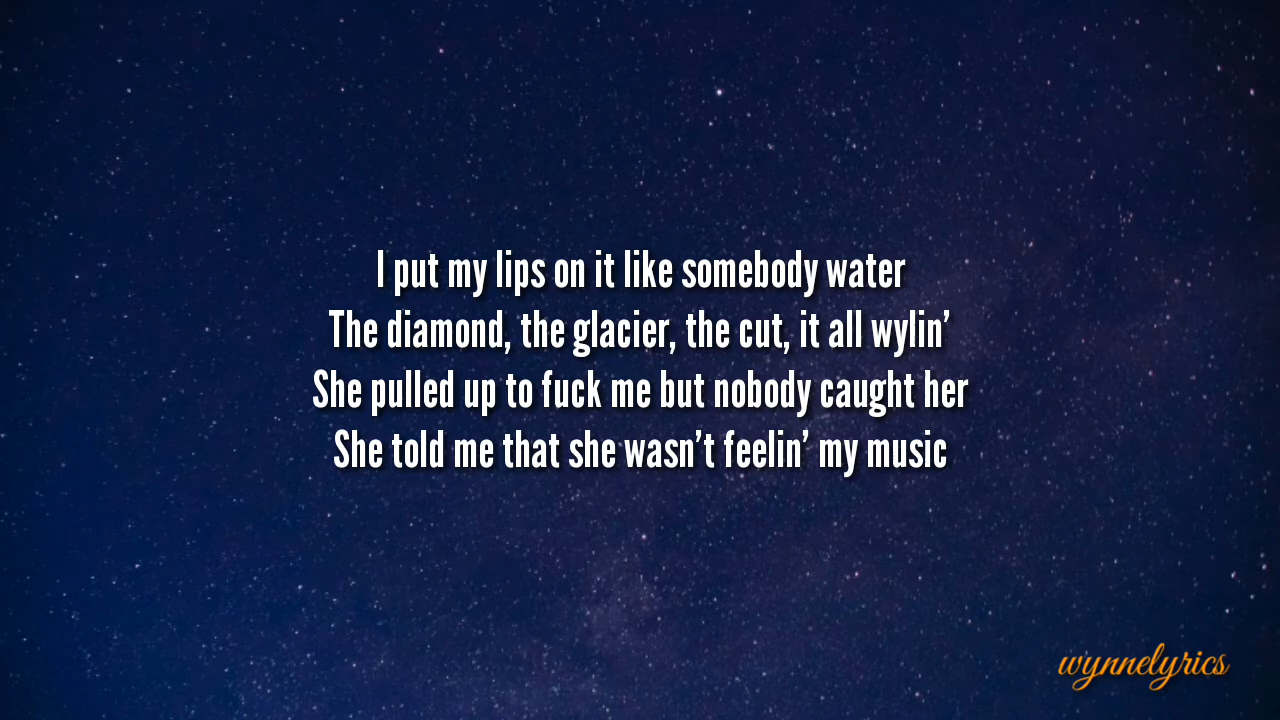 I put my lips on it like somebody water
The diamond, the glacier, the cut, it all wylin’
She pulled up to fuck me but nobody caught her
She told me that she wasn’t feelin’ my music
wynnelyrics